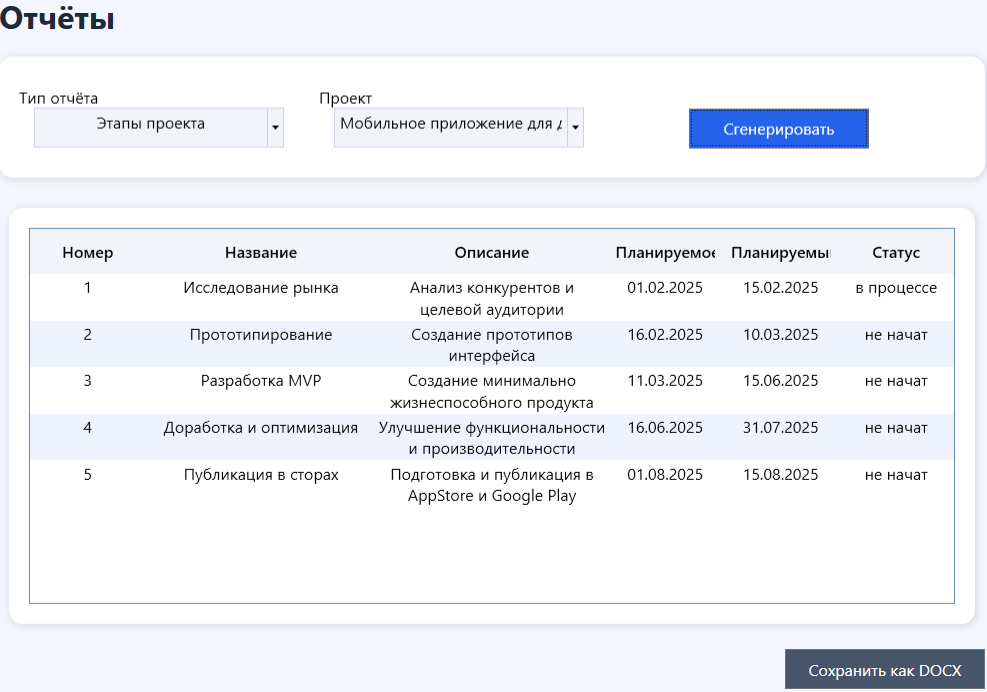 Отчёты
Тип отчёта Проект
Этапы проекта Мобильное приложение для Сгенерировать
Номер Название Описание Планируемое Планируемы Статус
1 Исследование рынка Анализ конкурентов и 01.02.2025 15.02.2025 в процессе
целевой аудитории
2 Прототипирование Создание прототипов 16.02.2025 10.03.2025 не начат
интерфейса
3 Разработка MVP Создание минимально 11.03.2025 15.06.2025 не начат
жизнеспособного продукта
4 Доработка и оптимизация Улучшение функциональности 16.06.2025 31.07.2025 не начат
и производительности
5 Публикация в сторах Подготовка и публикация в 01.08.2025 15.08.2025 не начат
AppStore и Google Play
Сохранить как DOCX